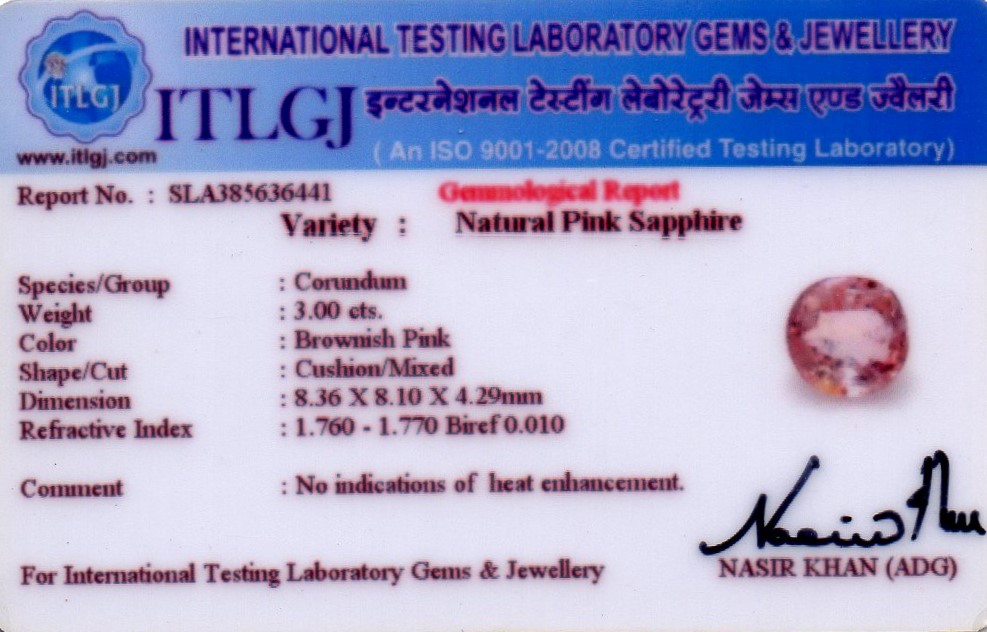 INTERNATIONAL TESTING LABORATORY GEMS & JEWELLERY
ITLGJ
ITLGJ इन्टरनेशनल टेस्टींग लेबोरेट्री जेम्स एण्ड ज्वैलरी
www.itlgj.com
( An ISO 9001-2008 Certified Testing Laboratory)
Report No. : SLA385636441
Gemmological Report
Variety : Natural Pink Sapphire
Species/Group : Corundum
Weight : 3.00 cts.
Color : Brownish Pink
Shape/Cut : Cushion/Mixed
Dimension : 8.36 X 8.10 X 4.29mm
Refractive Index : 1.760 - 1.770 Biref 0.010
Comment : No indications of heat enhancement.
For International Testing Laboratory Gems & Jewellery
NASIR KHAN (ADG)